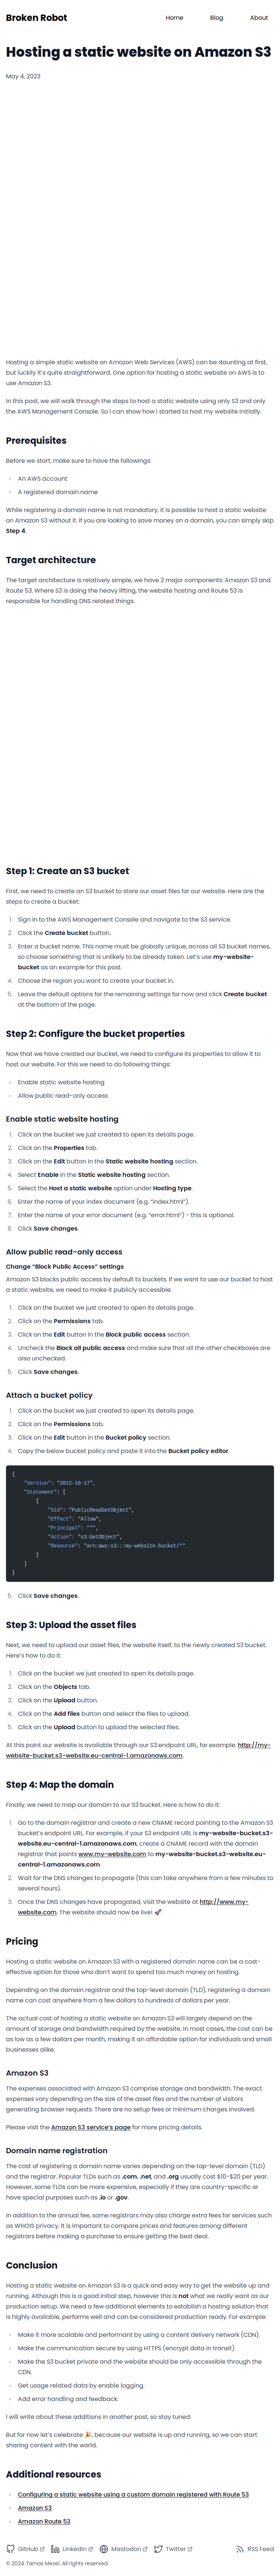 Broken Robot
Home
Blog
About
Hosting a static website on Amazon S3
May 4, 2023
Hosting a simple static website on Amazon Web Services (AWS) can be daunting at first,
but luckily it's quite straightforward. One option for hosting a static website on AWS is to
use Amazon S3.
In this post, we will walk through the steps to host a static website using only S3 and only
the AWS Management Console. So I can show how I started to host my website initially.
Prerequisites
Before we start, make sure to have the followings:
An AWS account
A registered domain name
While registering a domain name is not mandatory, it is possible to host a static website
on Amazon S3 without it. If you are looking to save money on a domain, you can simply skip
Step 4.
Target architecture
The target architecture is relatively simple, we have 2 major components: Amazon S3 and
Route 53. Where S3 is doing the heavy lifting, the website hosting and Route 53 is
responsible for handling DNS related things.
Step 1: Create an S3 bucket
First, we need to create an S3 bucket to store our asset files for our website. Here are the
steps to create a bucket:
1. Sign in to the AWS Management Console and navigate to the S3 service.
2. Click the Create bucket button.
3. Enter a bucket name. This name must be globally unique, across all S3 bucket names,
so choose something that is unlikely to be already taken. Let's use my-website-
bucket as an example for this post.
4. Choose the region you want to create your bucket in.
5. Leave the default options for the remaining settings for now and click Create bucket
at the bottom of the page.
Step 2: Configure the bucket properties
Now that we have created our bucket, we need to configure its properties to allow it to
host our website. For this we need to do following things:
Enable static website hosting
Allow public read-only access
Enable static website hosting
1. Click on the bucket we just created to open its details page.
2. Click on the Properties tab.
3. Click on the Edit button in the Static website hosting section.
4. Select Enable in the Static website hosting section.
5. Select the Host a static website option under Hosting type.
6. Enter the name of your index document (e.g. "index.html").
7. Enter the name of your error document (e.g. "error.html") - this is optional.
8. Click Save changes.
Allow public read-only access
Change "Block Public Access" settings
Amazon S3 blocks public access by default to buckets. If we want to use our bucket to host
a static website, we need to make it publicly accessible.
1. Click on the bucket we just created to open its details page.
2. Click on the Permissions tab.
3. Click on the Edit button in the Block public access section.
4. Uncheck the Block all public access and make sure that all the other checkboxes are
also unchecked.
5. Click Save changes.
Attach a bucket policy
1. Click on the bucket we just created to open its details page.
2. Click on the Permissions tab.
3. Click on the Edit button in the Bucket policy section.
4. Copy the below bucket policy and paste it into the Bucket policy editor.
{
"Version": "2012-10-17",
"Statement": [
{
"Sid": "PublicReadGetObject",
"Effect": "Allow",
"Principal": "*",
"Action": "s3:GetObject",
"Resource": "arn:aws:s3:::my-website-bucket/*"
}
]
}
5. Click Save changes.
Step 3: Upload the asset files
Next, we need to upload our asset files, the website itself, to the newly created S3 bucket.
Here's how to do it:
1. Click on the bucket we just created to open its details page.
2. Click on the Objects tab.
3. Click on the Upload button.
4. Click on the Add files button and select the files to upload.
5. Click on the Upload button to upload the selected files.
At this point our website is available through our S3 endpoint URL, for example: http://my-
website-bucket.s3-website.eu-central-1.amazonaws.com.
Step 4: Map the domain
Finally, we need to map our domain to our S3 bucket. Here is how to do it:
1. Go to the domain registrar and create a new CNAME record pointing to the Amazon S3
bucket's endpoint URL. For example, if your S3 endpoint URL is my-website-bucket.s3-
website.eu-central-1.amazonaws.com, create a CNAME record with the domain
registrar that points www.my-website.com to my-website-bucket.s3-website.eu-
central-1.amazonaws.com.
2. Wait for the DNS changes to propagate (this can take anywhere from a few minutes to
several hours).
3. Once the DNS changes have propagated, visit the website at http://www.my-
website.com. The website should now be live! 🚀
Pricing
Hosting a static website on Amazon S3 with a registered domain name can be a cost-
effective option for those who don't want to spend too much money on hosting.
Depending on the domain registrar and the top-level domain (TLD), registering a domain
name can cost anywhere from a few dollars to hundreds of dollars per year.
The actual cost of hosting a static website on Amazon S3 will largely depend on the
amount of storage and bandwidth required by the website. In most cases, the cost can be
as low as a few dollars per month, making it an affordable option for individuals and small
businesses alike.
Amazon S3
The expenses associated with Amazon S3 comprise storage and bandwidth. The exact
expenses vary depending on the size of the asset files and the number of visitors
generating browser requests. There are no setup fees or minimum charges involved.
Please visit the Amazon S3 service's page for more pricing details.
Domain name registration
The cost of registering a domain name varies depending on the top-level domain (TLD)
and the registrar. Popular TLDs such as .com, .net, and .org usually cost $10-$20 per year.
However, some TLDs can be more expensive, especially if they are country-specific or
have special purposes such as .io or .gov.
In addition to the annual fee, some registrars may also charge extra fees for services such
as WHOIS privacy. It is important to compare prices and features among different
registrars before making a purchase to ensure getting the best deal.
Conclusion
Hosting a static website on Amazon S3 is a quick and easy way to get the website up and
running. Although this is a good initial step, however this is not what we really want as our
production setup. We need a few additional elements to establish a hosting solution that
is highly available, performs well and can be considered production ready. For example:
Make it more scalable and performant by using a content delivery network (CDN).
Make the communication secure by using HTTPS (encrypt data in transit).
Make the S3 bucket private and the website should be only accessible through the
CDN.
Get usage related data by enable logging.
Add error handling and feedback.
I will write about these additions in another post, so stay tuned.
But for now let's celebrate 🎉, because our website is up and running, so we can start
sharing content with the world.
Additional resources
Configuring a static website using a custom domain registered with Route 53
Amazon S3
Amazon Route 53
GitHub
LinkedIn
Mastodon
Twitter
RSS Feed
© 2024 Tamas Mezei. All rights reserved.